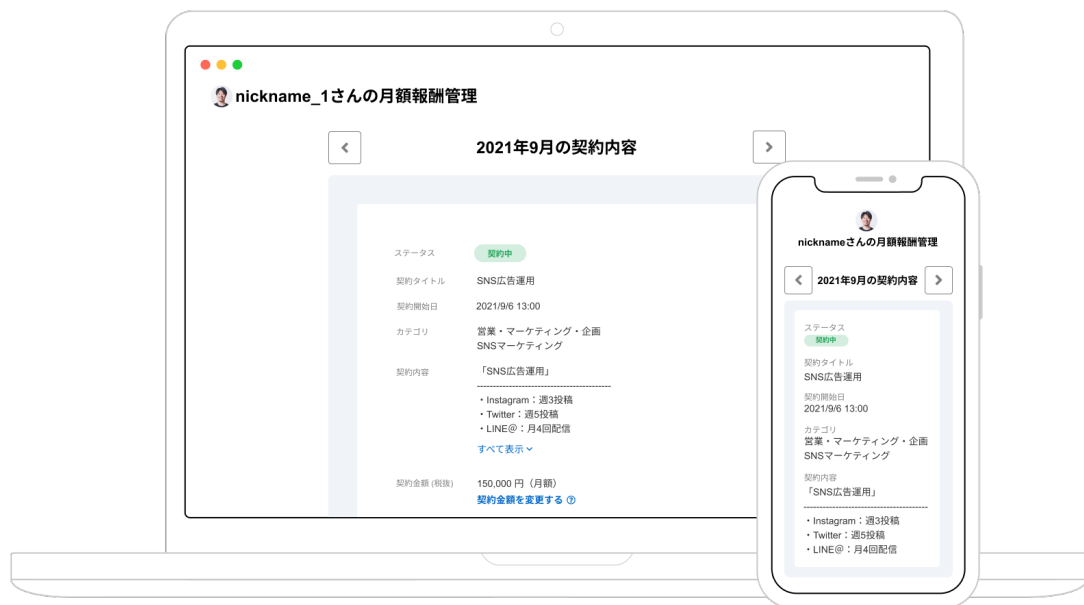 nickname_1さんの月額報酬管理
2021年9月の契約内容
ステータス
契約中
契約タイトル
SNS広告運用
契約開始日
2021/9/6 13:00
カテゴリ
営業・マーケティング・企画
SNSマーケティング
契約内容
「SNS広告運用」
------------------------------------------
・Instagram:週3投稿
・Twitter:週5投稿
・LINE@:月4回配信
すべて表示
契約金額 (税抜)
150,000 円(月額)
契約金額を変更する
nicknameさんの月額報酬管理
2021年9月の契約内容
ステータス
契約中
契約タイトル
SNS広告運用
契約開始日
2021/9/6 13:00
カテゴリ
営業・マーケティング・企画
SNSマーケティング
契約内容
「SNS広告運用」
------------------------------------------
・Instagram:週3投稿
・Twitter:週5投稿
・LINE@:月4回配信